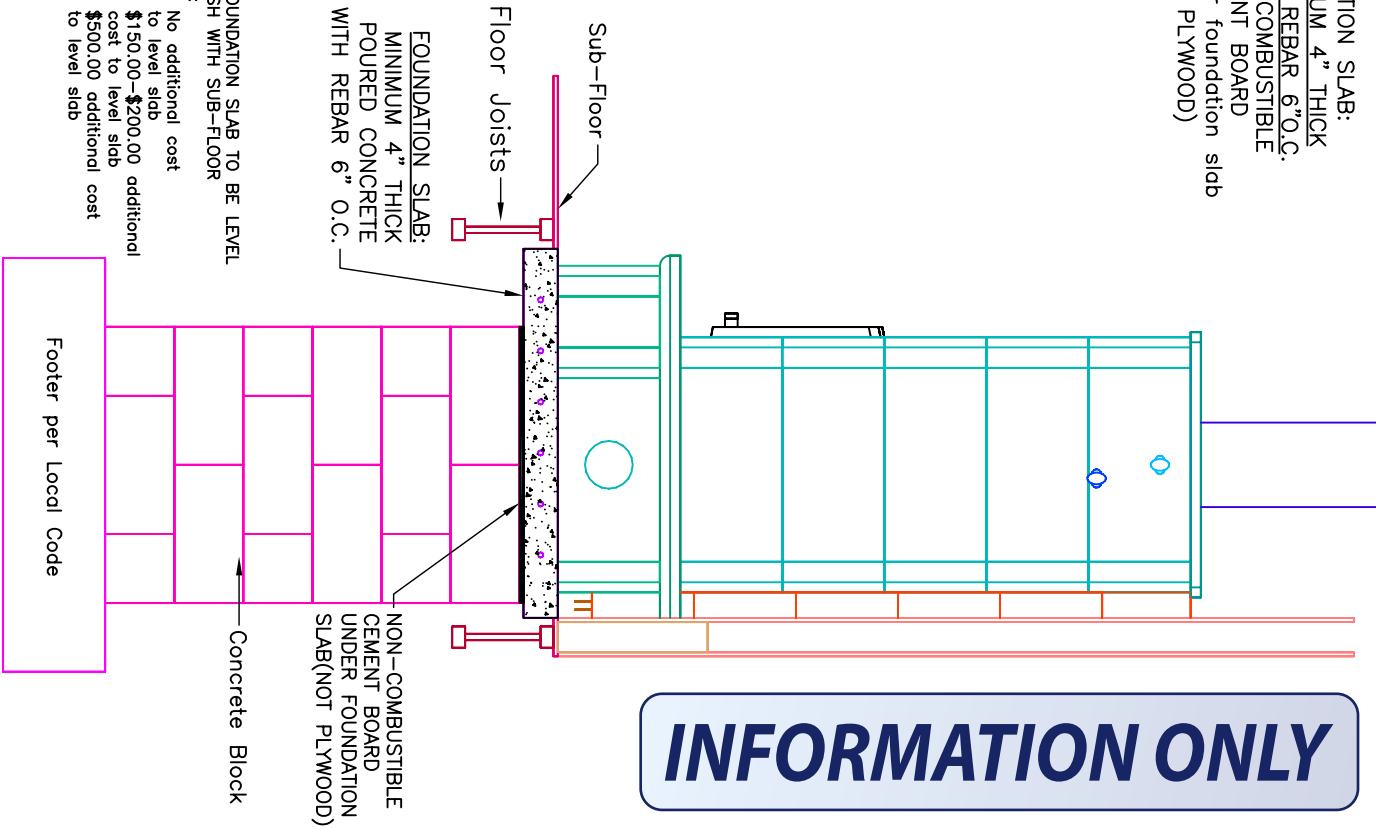 TION SLAB:
UM 4" THICK
REBAR 6"O.C.
COMBUSTIBLE
NT BOARD
foundation slab
PLYWOOD)
Sub-Floor
Floor Joists
FOUNDATION SLAB:
MINIMUM 4" THICK
POURED CONCRETE
WITH REBAR 6" O.C.
OUNDATION SLAB TO BE LEVEL
SH WITH SUB-FLOOR
No additional cost
to level slab
$150.00-$200.00 additional
cost to level slab
$500.00 additional cost
to level slab
NON-COMBUSTIBLE
CEMENT BOARD
UNDER FOUNDATION
SLAB(NOT PLYWOOD)
Concrete Block
Footer per Local Code
INFORMATION ONLY